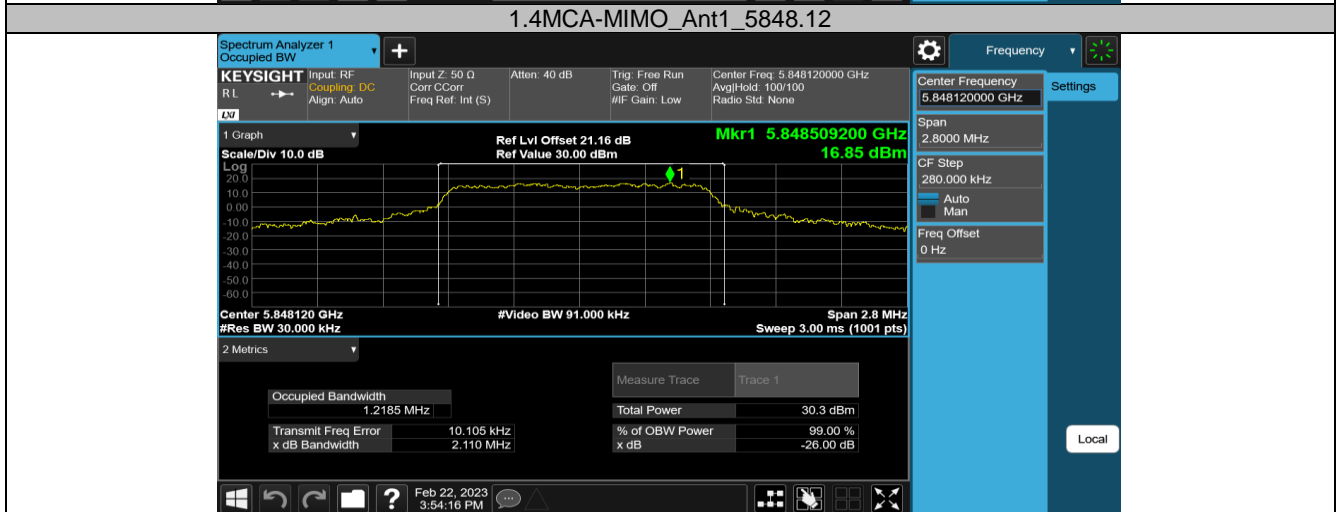 1.4MCA-MIMO_Ant1_5848.12
Spectrum Analyzer 1
Occupied BW
Frequency
KEYSIGHT
RL
LXI
Input: RF
Coupling: DC
Align: Auto
Input Z: 50 Ω
Corr CCorr
Freq Ref: Int (S)
Atten: 40 dB
Trig: Free Run
Gate: Off
#IF Gain: Low
Center Freq: 5.848120000 GHz
Avg|Hold: 100/100
Radio Std: None
Center Frequency
5.848120000 GHz
Settings
Span
2.8000 MHz
CF Step
280.000 kHz
Auto
Man
Freq Offset
0 Hz
1 Graph
Scale/Div 10.0 dB
Ref Lvl Offset 21.16 dB
Ref Value 30.00 dBm
Mkr1 5.848509200 GHz
16.85 dBm
Log
20.0
10.0
0.00
-10.0
-20.0
-30.0
-40.0
-50.0
-60.0
1
Center 5.848120 GHz
#Res BW 30.000 kHz
#Video BW 91.000 kHz
Span 2.8 MHz
Sweep 3.00 ms (1001 pts)
2 Metrics
Measure Trace Trace 1
Occupied Bandwidth
1.2185 MHz
Total Power 30.3 dBm
Transmit Freq Error 10.105 kHz
% of OBW Power 99.00 %
x dB Bandwidth 2.110 MHz
x dB -26.00 dB
Local
?
Feb 22, 2023
3:54:16 PM